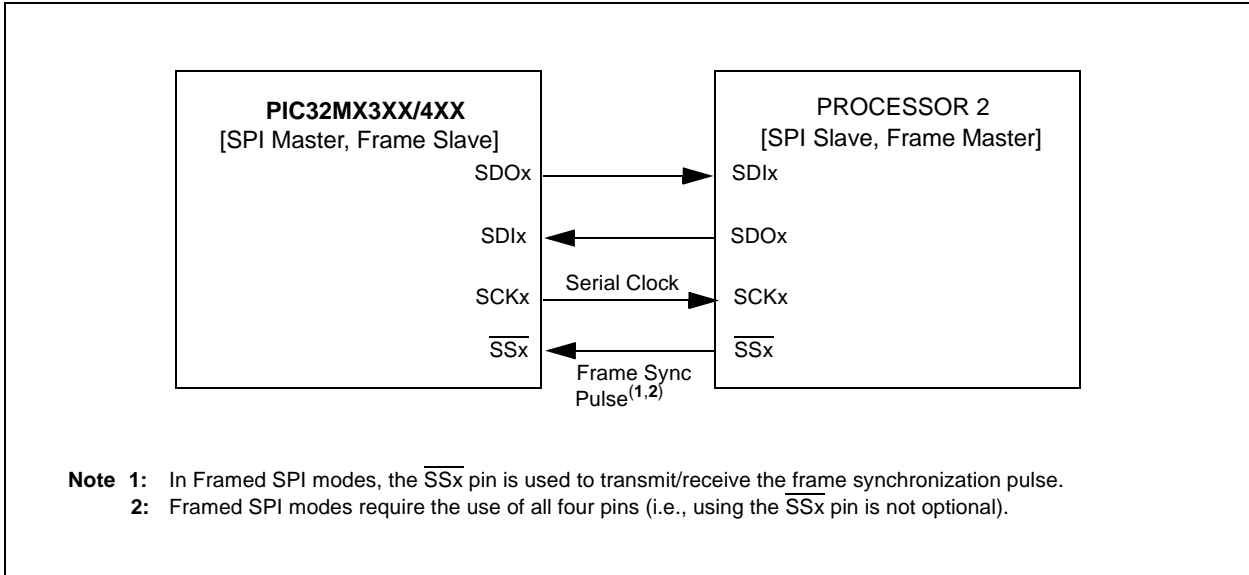 PIC32MX3XX/4XX
[SPI Master, Frame Slave]
PROCESSOR 2
[SPI Slave, Frame Master]
SDOx
SDIx
SDIx
SDOx
Serial Clock
SCKx
SCKx
SSx
SSx
Frame Sync
Pulse(1,2)
Note 1: In Framed SPI modes, the SSx pin is used to transmit/receive the frame synchronization pulse.
2: Framed SPI modes require the use of all four pins (i.e., using the SSx pin is not optional).